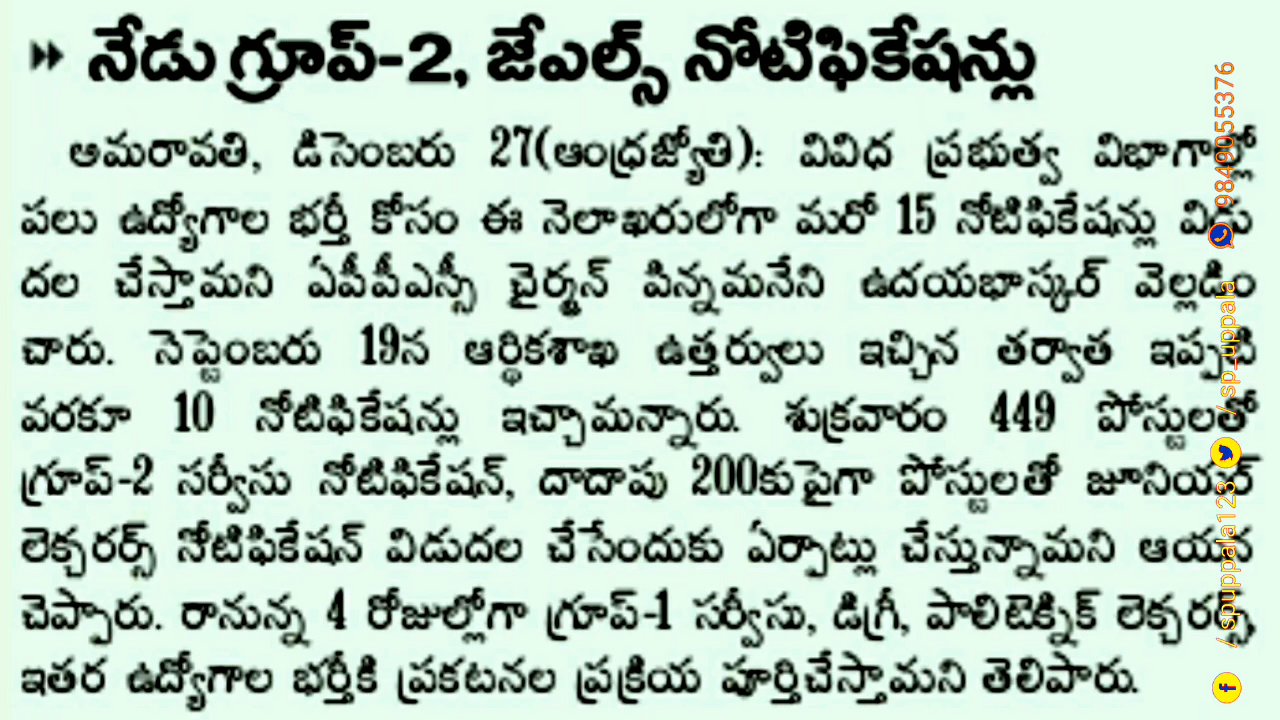 నేడు గ్రూప్-2, జేఎల్స్ నోటిఫికేషన్లు
అమరావతి, డిసెంబరు 27(ఆంధ్రజ్యోతి): వివిధ ప్రభుత్వ విభాగాల్లో
పలు ఉద్యోగాల భర్తీ కోసం ఈ నెలాఖరులోగా మరో 15 నోటిఫికేషన్లు విడు
దల చేస్తామని ఏపీపీఎస్సీ చైర్మన్ పిన్నమనేని ఉదయభాస్కర్ వెల్లడిం
చారు. సెప్టెంబరు 19న ఆర్థికశాఖ ఉత్తర్వులు ఇచ్చిన తర్వాత ఇప్పటి
వరకూ 10 నోటిఫికేషన్లు ఇచ్చామన్నారు. శుక్రవారం 449 పోస్టులతో
గ్రూప్-2 సర్వీసు నోటిఫికేషన్, దాదాపు 200కుపైగా పోస్టులతో జూనియర్
లెక్చరర్స్ నోటిఫికేషన్ విడుదల చేసేందుకు ఏర్పాట్లు చేస్తున్నామని ఆయన
చెప్పారు. రానున్న 4 రోజుల్లోగా గ్రూప్-1 సర్వీసు, డిగ్రీ, పాలిటెక్నిక్ లెక్చరర్స్,
ఇతర ఉద్యోగాల భర్తీకి ప్రకటనల ప్రక్రియ పూర్తిచేస్తామని తెలిపారు.
/spuppala123 /sp_uppala 9849055376